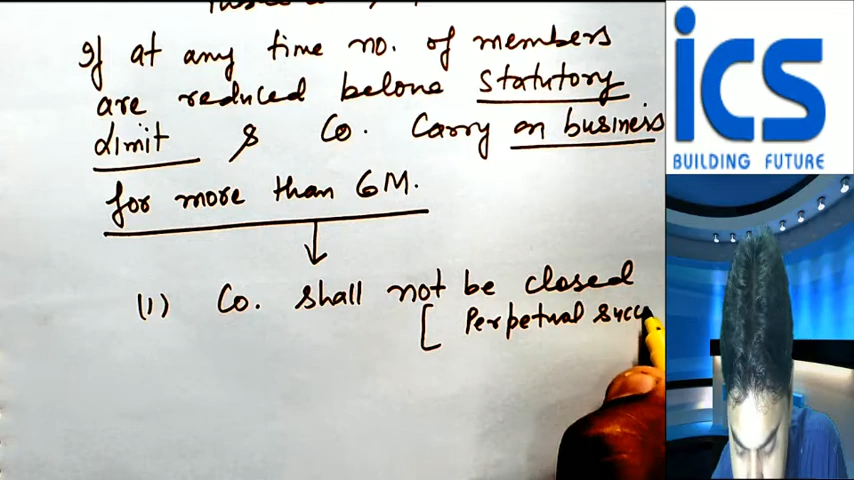 If at any time no. of members
are reduced belone statutory
limit & Co. Carry on business
for more than 6M.
(1) Co. shall not be closed
[ Perpetual succ
ics
BUILDING FUTURE